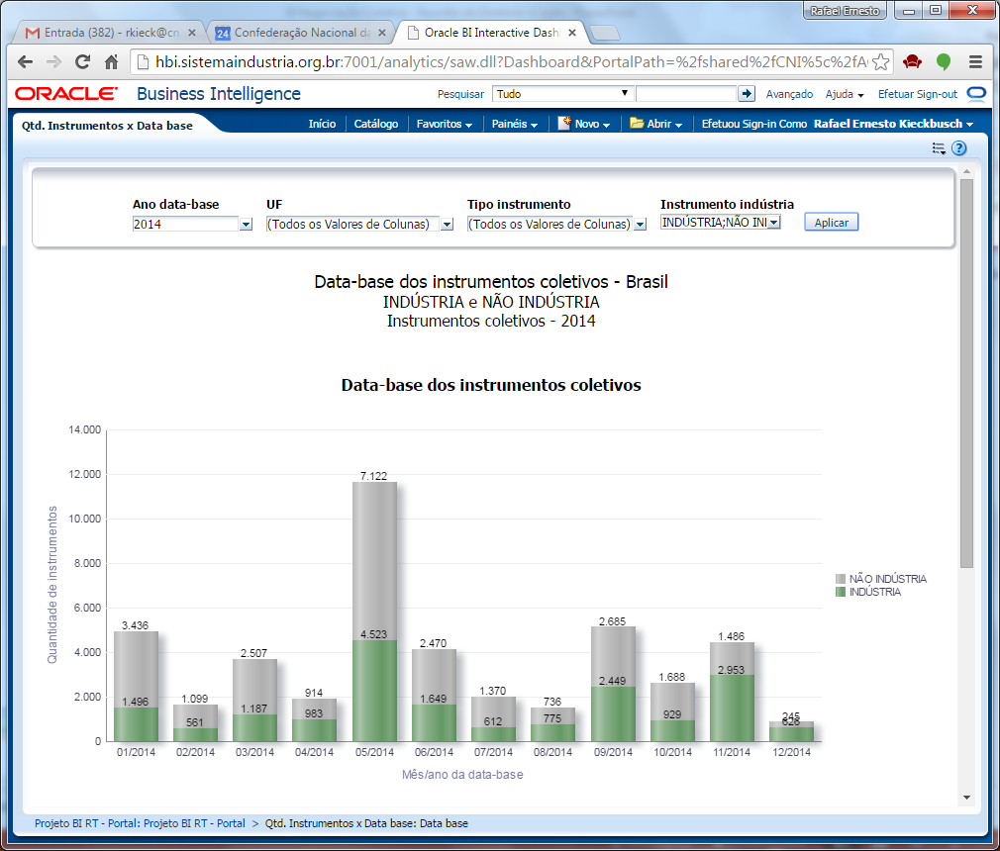 Rafael Ernesto
Entrada (382) - rkieck@cn
Confederação Nacional da
Oracle BI Interactive Dash
hbi.sistemaindustria.org.br:7001/analytics/saw.dll?Dashboard&PortalPath=%2fshared%2fCNI%5c%2fA
ORACLE Business Intelligence
Pesquisar Tudo Avançado Ajuda Efetuar Sign-out
Qtd. Instrumentos x Data base
Início Catálogo Favoritos Painéis Novo Abrir Efetuou Sign-in Como Rafael Ernesto Kieckbusch
Ano data-base UF Tipo instrumento Instrumento indústria
2014 (Todos os Valores de Colunas) (Todos os Valores de Colunas) INDÚSTRIA;NÃO IN Aplicar
Data-base dos instrumentos coletivos - Brasil
INDÚSTRIA e NÃO INDÚSTRIA
Instrumentos coletivos - 2014
Data-base dos instrumentos coletivos
Quantidade de instrumentos
14.000
12.000
10.000
8.000
6.000
4.000
2.000
0
3.436
1.496
1.099
561
2.507
1.187
914
983
7.122
4.523
2.470
1.649
1.370
612
736
775
2.685
2.449
1.688
929
1.486
2.953
245
628
01/2014 02/2014 03/2014 04/2014 05/2014 06/2014 07/2014 08/2014 09/2014 10/2014 11/2014 12/2014
Mês/ano da data-base
NÃO INDÚSTRIA
INDÚSTRIA
Projeto BI RT - Portal: Projeto BI RT - Portal > Qtd. Instrumentos x Data base: Data base